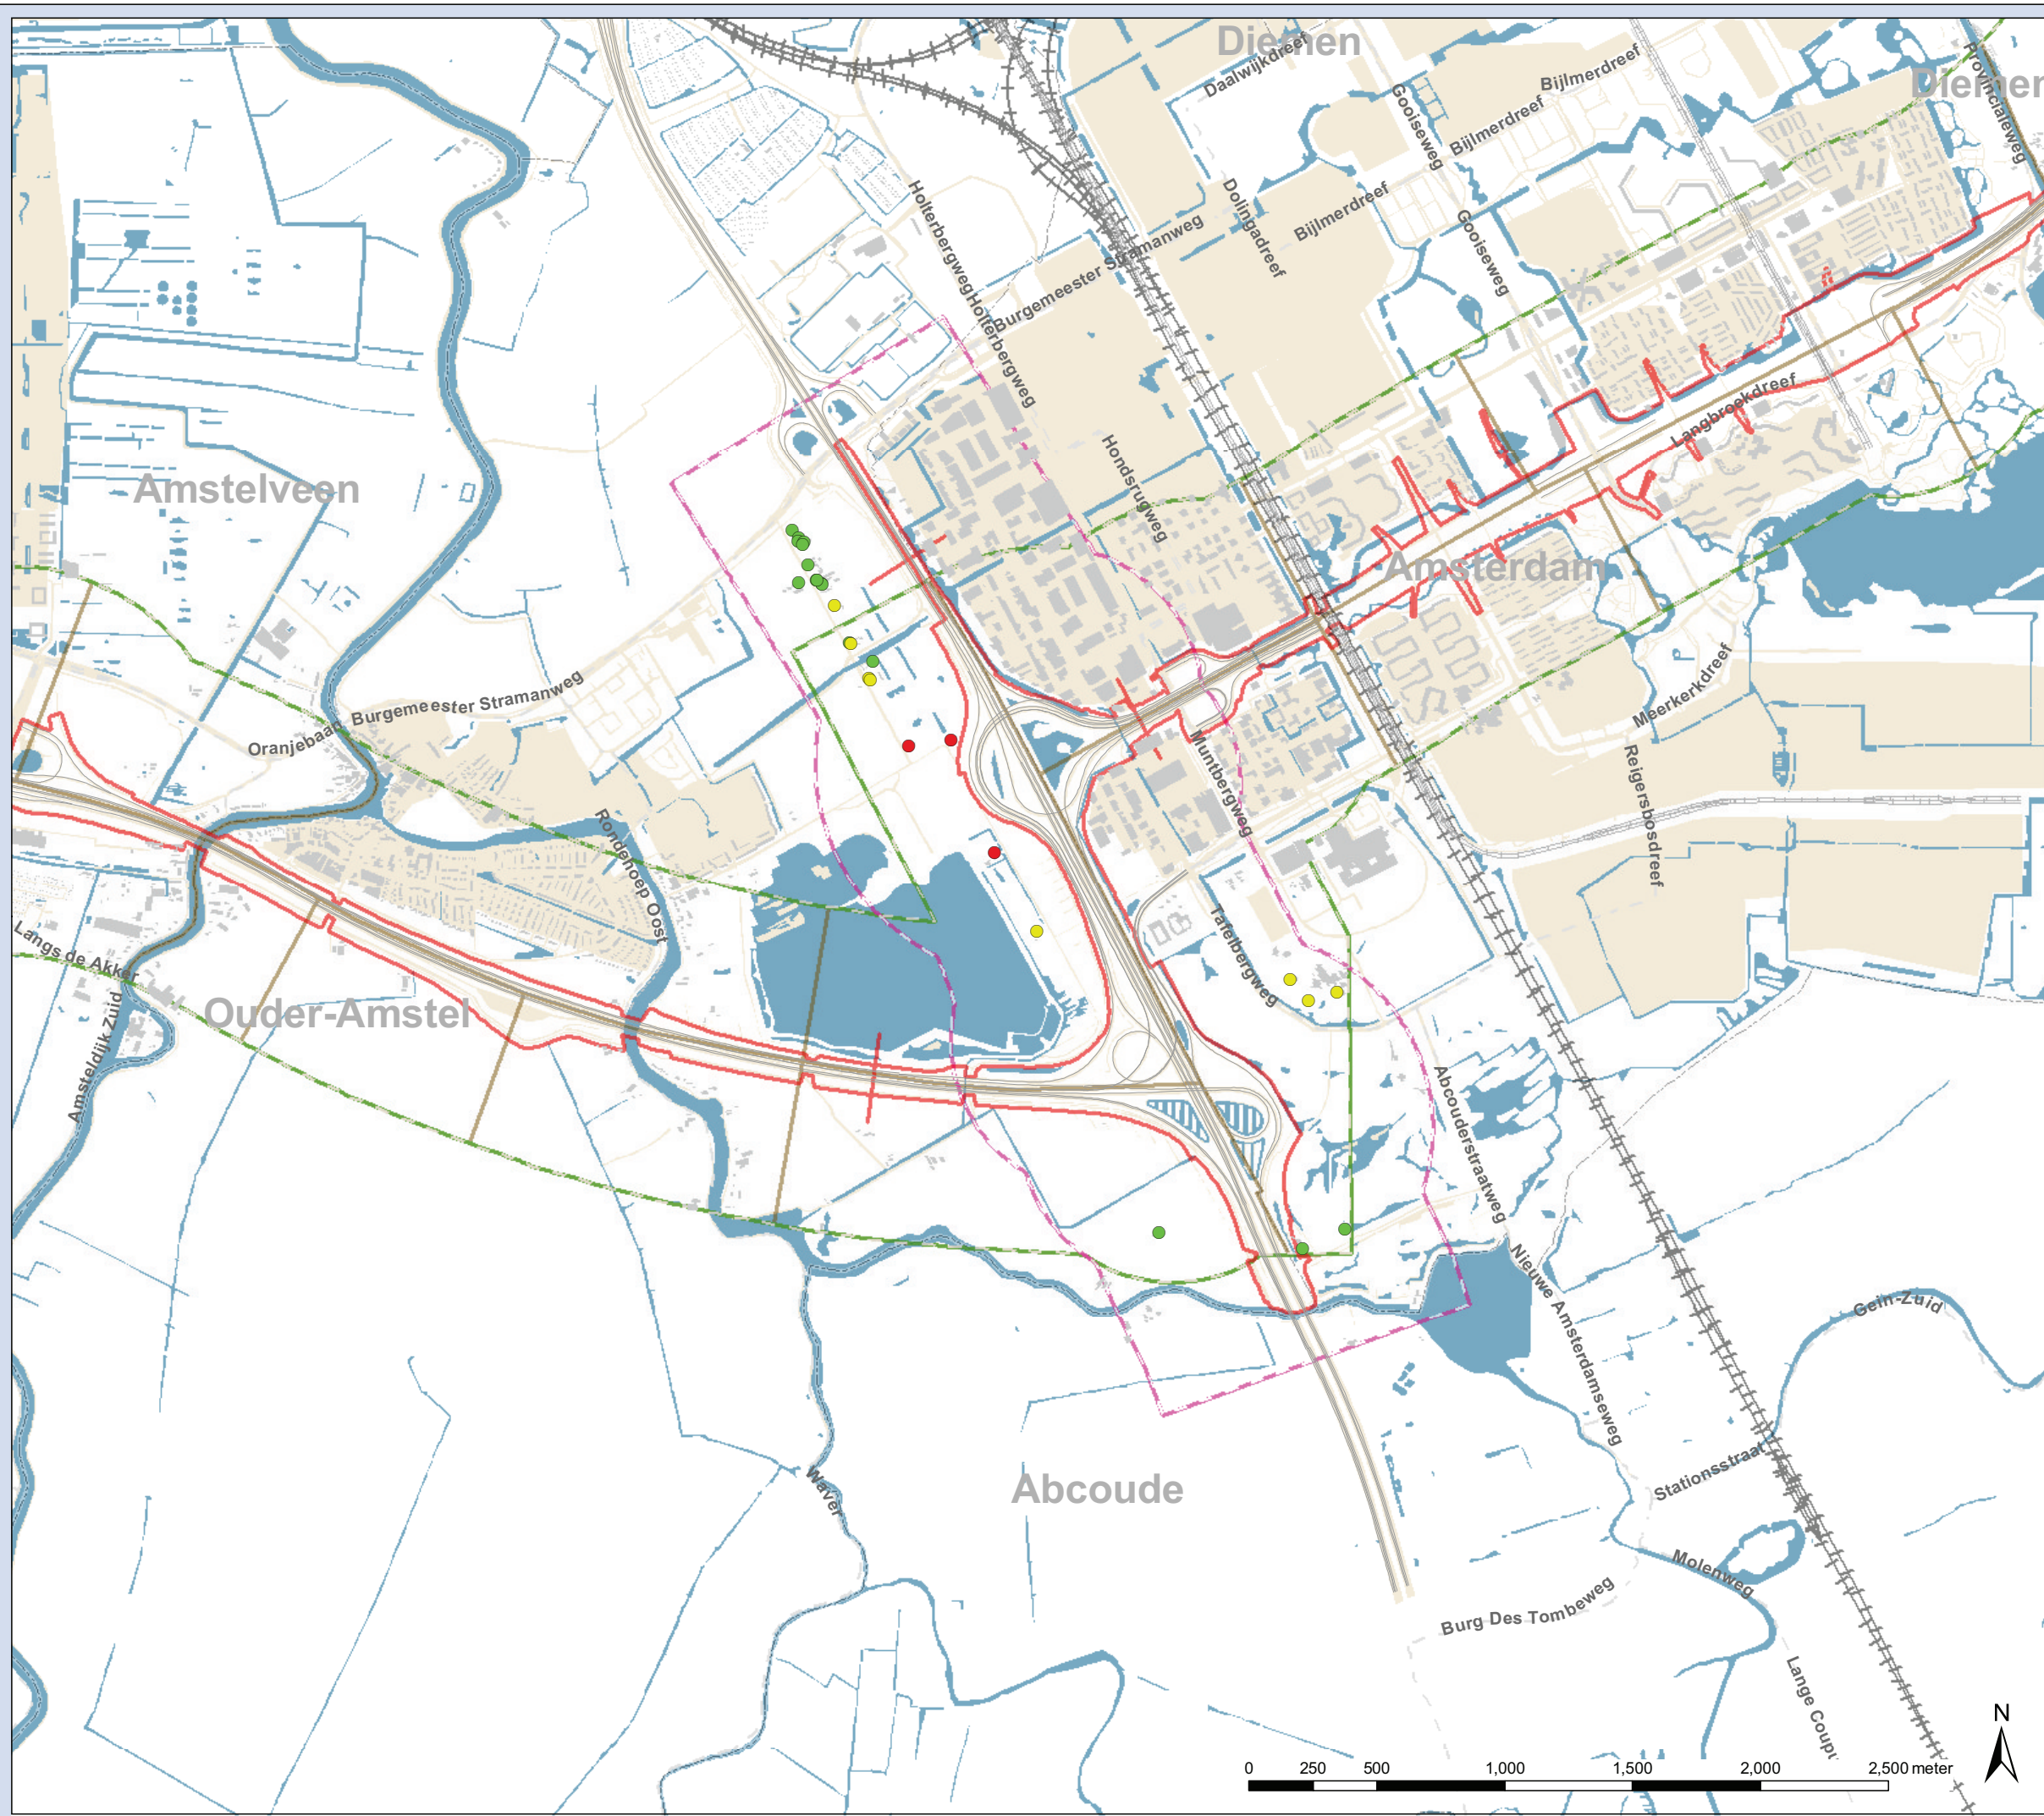 Diemen
Diemen
Daalwijkdreef
Gooiseweg
Bijlmerdreef
Bijlmerdreef
Provincialeweg
Holterbergweg
Holterbergweg
Burgemeester Stramanweg
Dolingadreef
Bijlmerdreef
Gooiseweg
Langbroekdreef
Amstelveen
Hondsrugweg
Amsterdam
Burgemeester Stramanweg
Oranjebaan
Meerkerkdreef
Reigersbosdreef
Muntbergweg
Rondehoep Oost
Langs de Akker
Tafelbergweg
Ouder-Amstel
Amsteldijk Zuid
Abcouderstraatweg
Nieuwe Amsterdamseweg
Gein-Zuid
Abcoude
Waver
Stationsstraat
Molenweg
Burg Des Tombeweg
Lange Coupu
N
0 250 500 1,000 1,500 2,000 2,500 meter